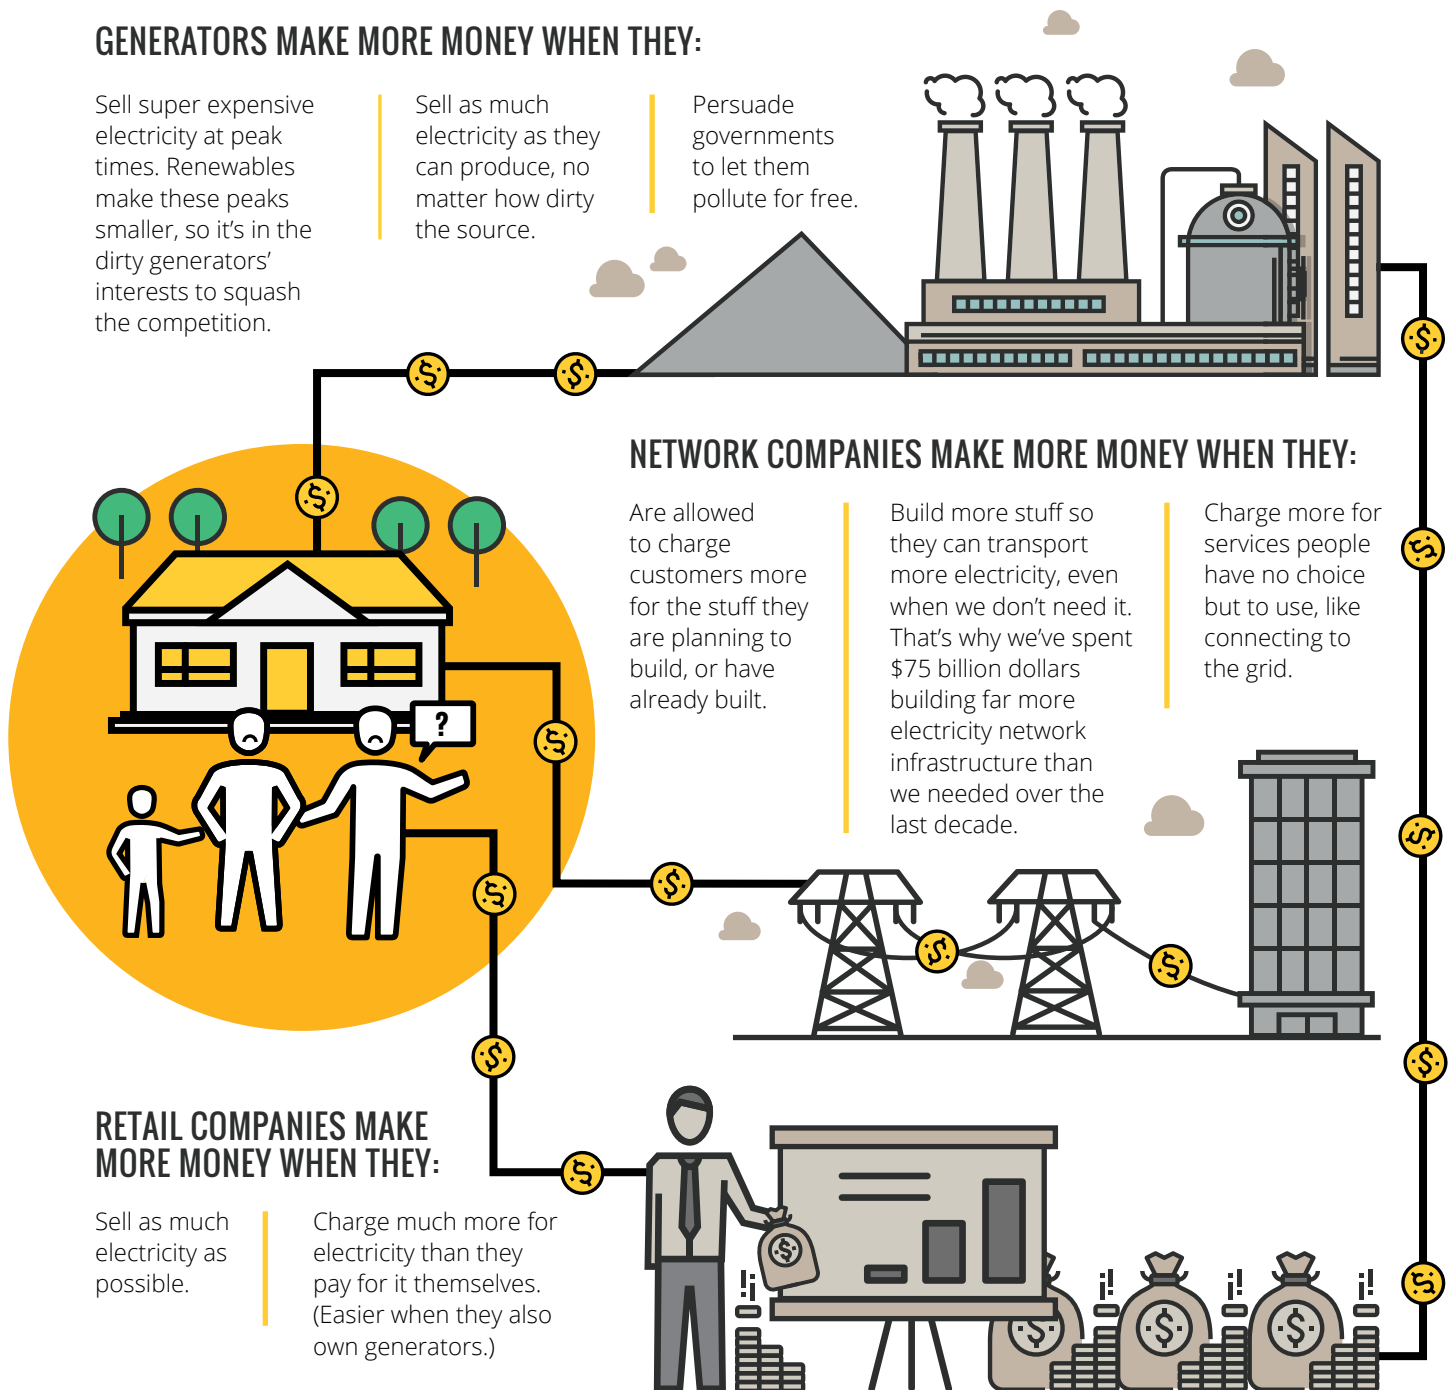 GENERATORS MAKE MORE MONEY WHEN THEY:
Sell super expensive
electricity at peak
times. Renewables
make these peaks
smaller, so it's in the
dirty generators'
interests to squash
the competition.
Sell as much
electricity as they
can produce, no
matter how dirty
the source.
Persuade
governments
to let them
pollute for free.
NETWORK COMPANIES MAKE MORE MONEY WHEN THEY:
Are allowed
to charge
customers more
for the stuff they
are planning to
build, or have
already built.
Build more stuff so
they can transport
more electricity, even
when we don't need it.
That's why we've spent
$75 billion dollars
building far more
electricity network
infrastructure than
we needed over the
last decade.
Charge more for
services people
have no choice
but to use, like
connecting to
the grid.
?
RETAIL COMPANIES MAKE
MORE MONEY WHEN THEY:
Sell as much
electricity as
possible.
Charge much more for
electricity than they
pay for it themselves.
(Easier when they also
own generators.)